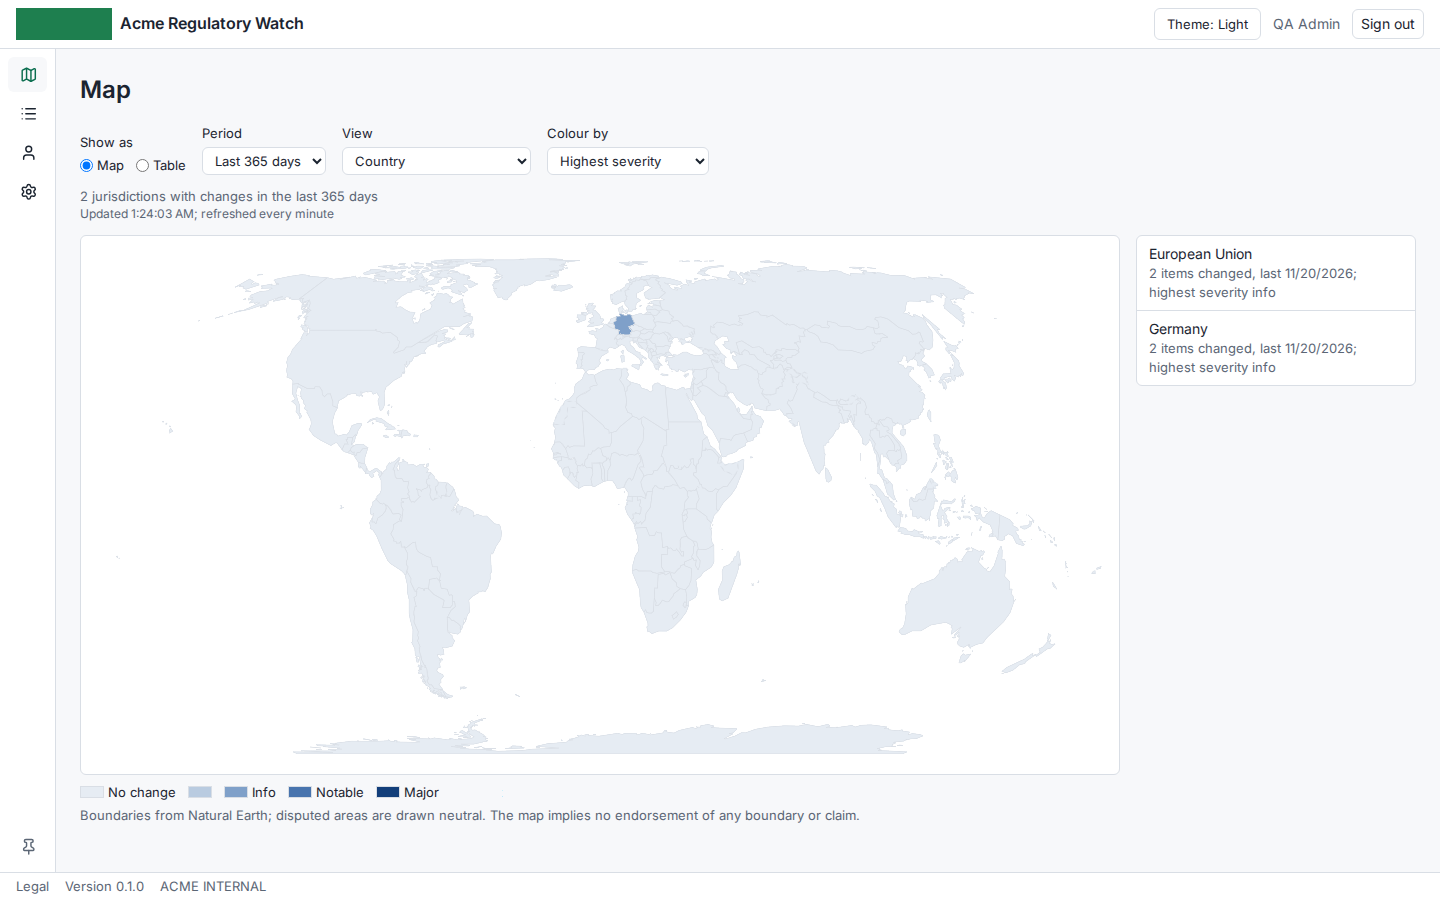 Acme Regulatory Watch
Theme: Light
QA Admin
Sign out
Map
Show as
Map
Table
Period
Last 365 days
View
Country
Colour by
Highest severity
2 jurisdictions with changes in the last 365 days
Updated 1:24:03 AM; refreshed every minute
European Union
2 items changed, last 11/20/2026;
highest severity info
Germany
2 items changed, last 11/20/2026;
highest severity info
No change
Info
Notable
Major
Boundaries from Natural Earth; disputed areas are drawn neutral. The map implies no endorsement of any boundary or claim.
Legal
Version 0.1.0
ACME INTERNAL